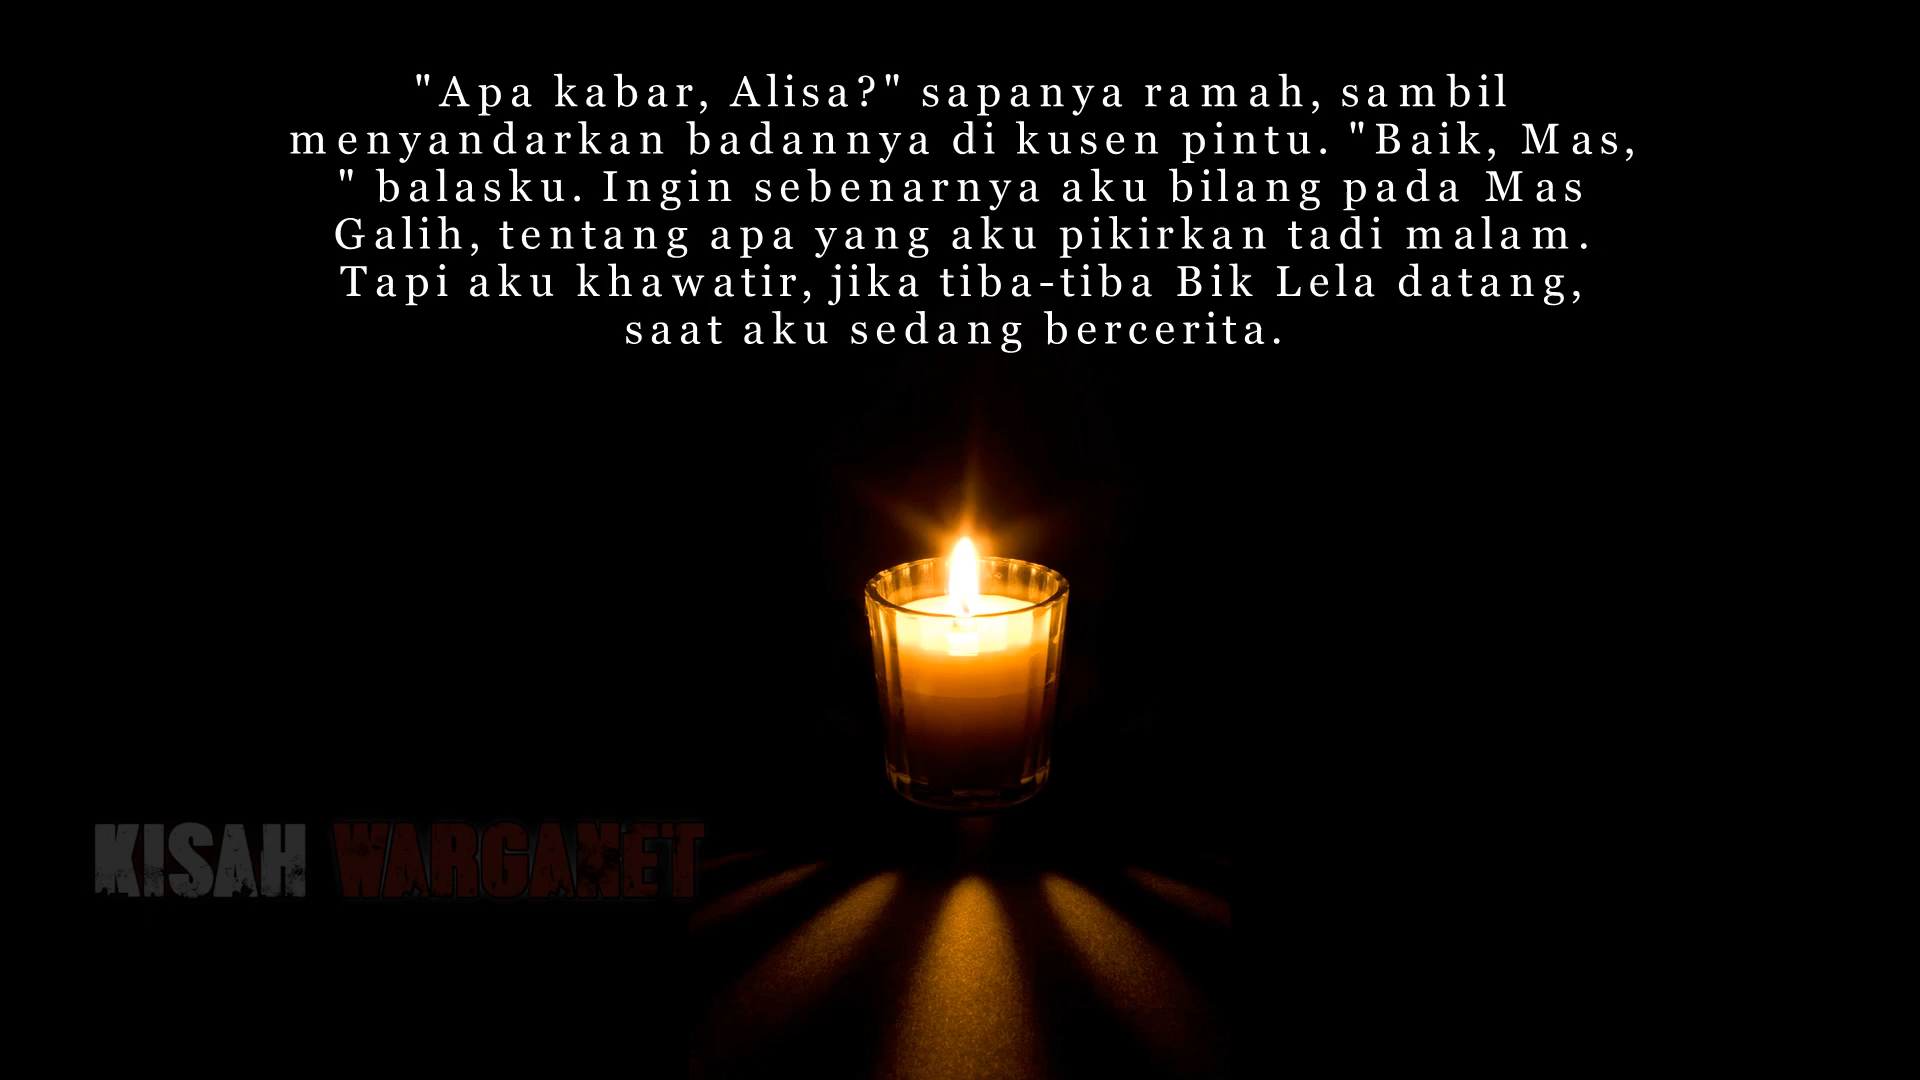 "Apa kabar, Alisa?" sapanya ramah, sambil
menyandarkan badannya di kusen pintu. "Baik, Mas,
" balasku. Ingin sebenarnya aku bilang pada Mas
Galih, tentang apa yang aku pikirkan tadi malam.
Tapi aku khawatir, jika tiba-tiba Bik Lela datang,
saat aku sedang bercerita.
KISAH WARGANET